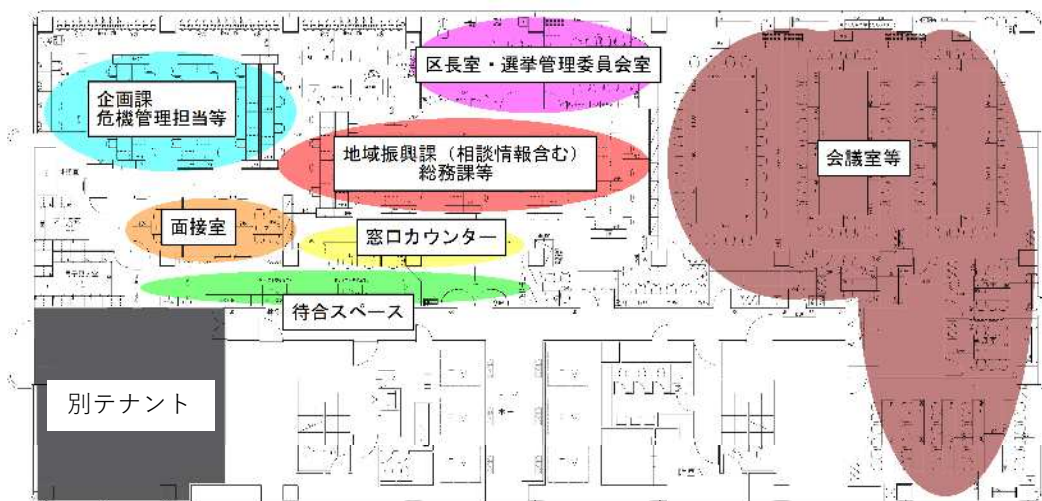 区長室・選挙管理委員会室
企画課
危機管理担当等
地域振興課（相談情報含む）
総務課等
会議室等
面接室
窓口カウンター
待合スペース
別テナント